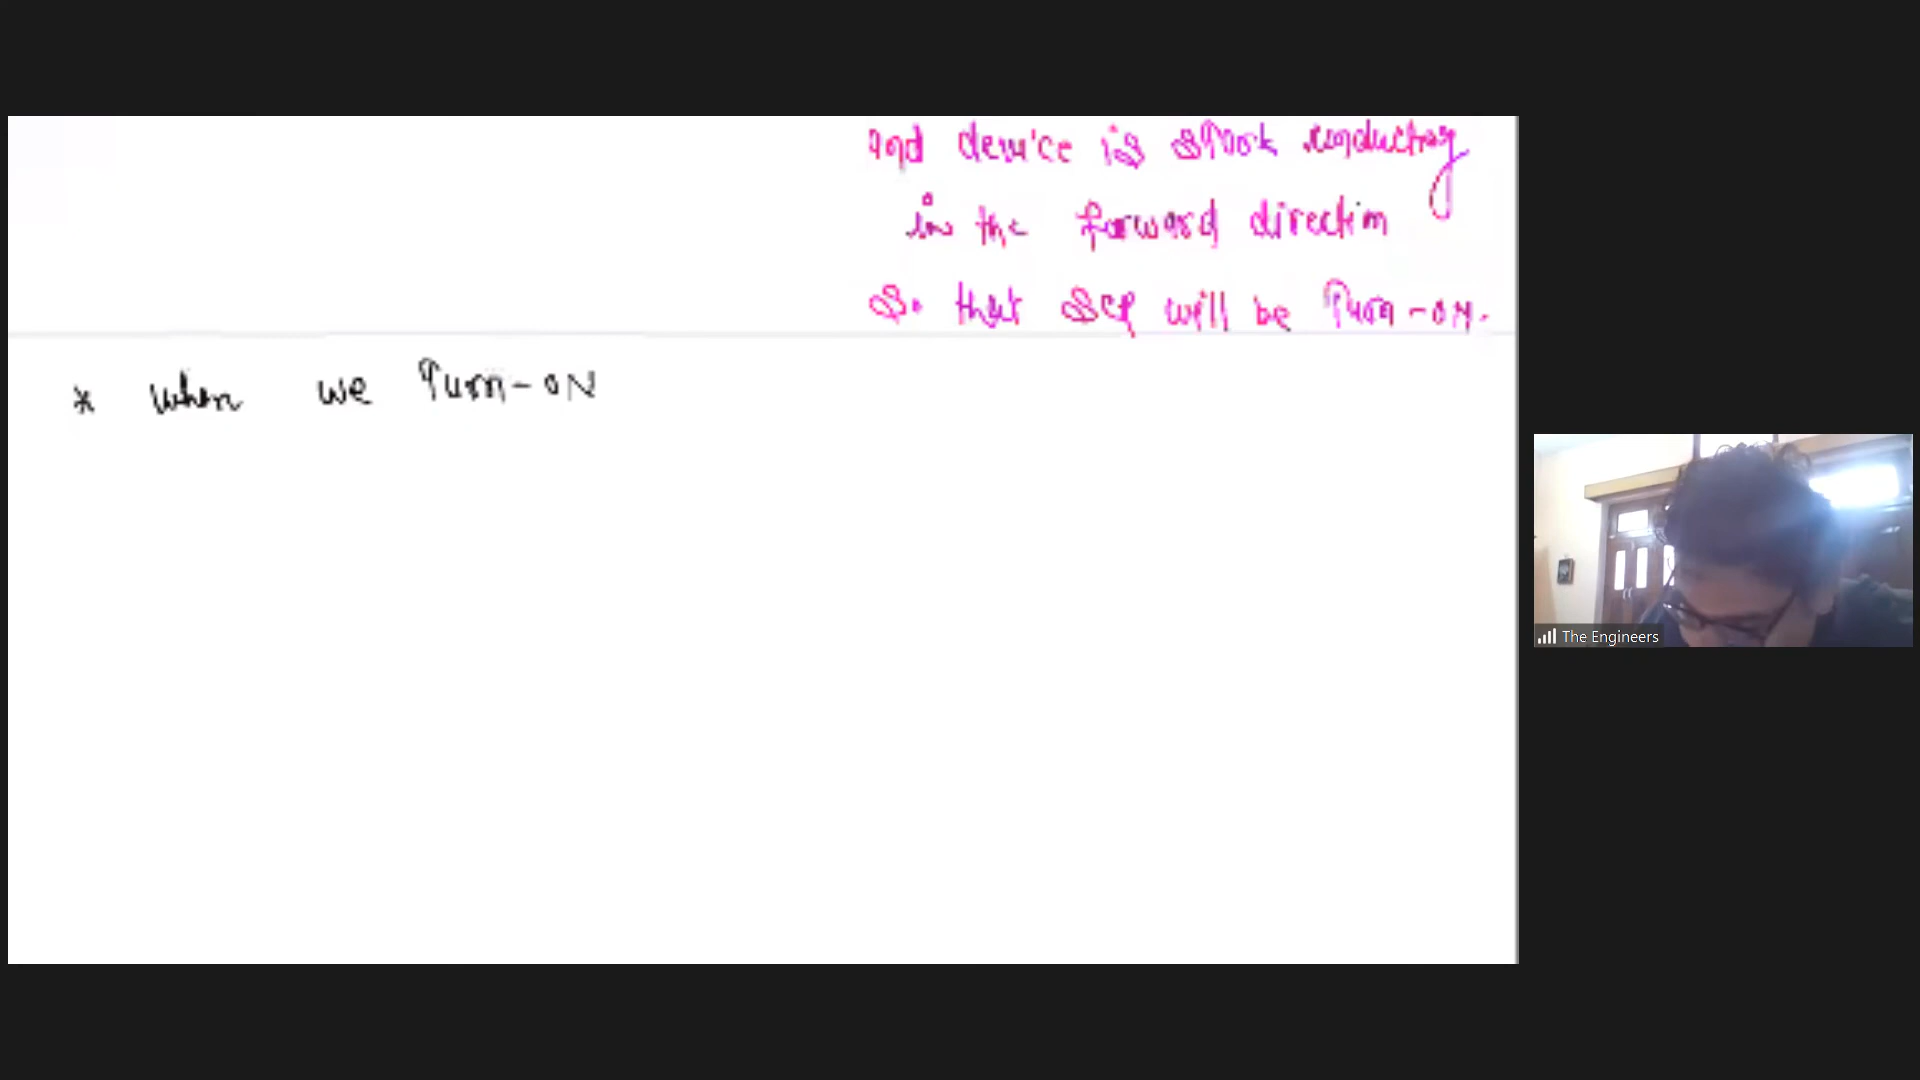 and device is start conducting
in the forward direction
So that SCR will be Turn-ON.
* when we Turn-ON
The Engineers